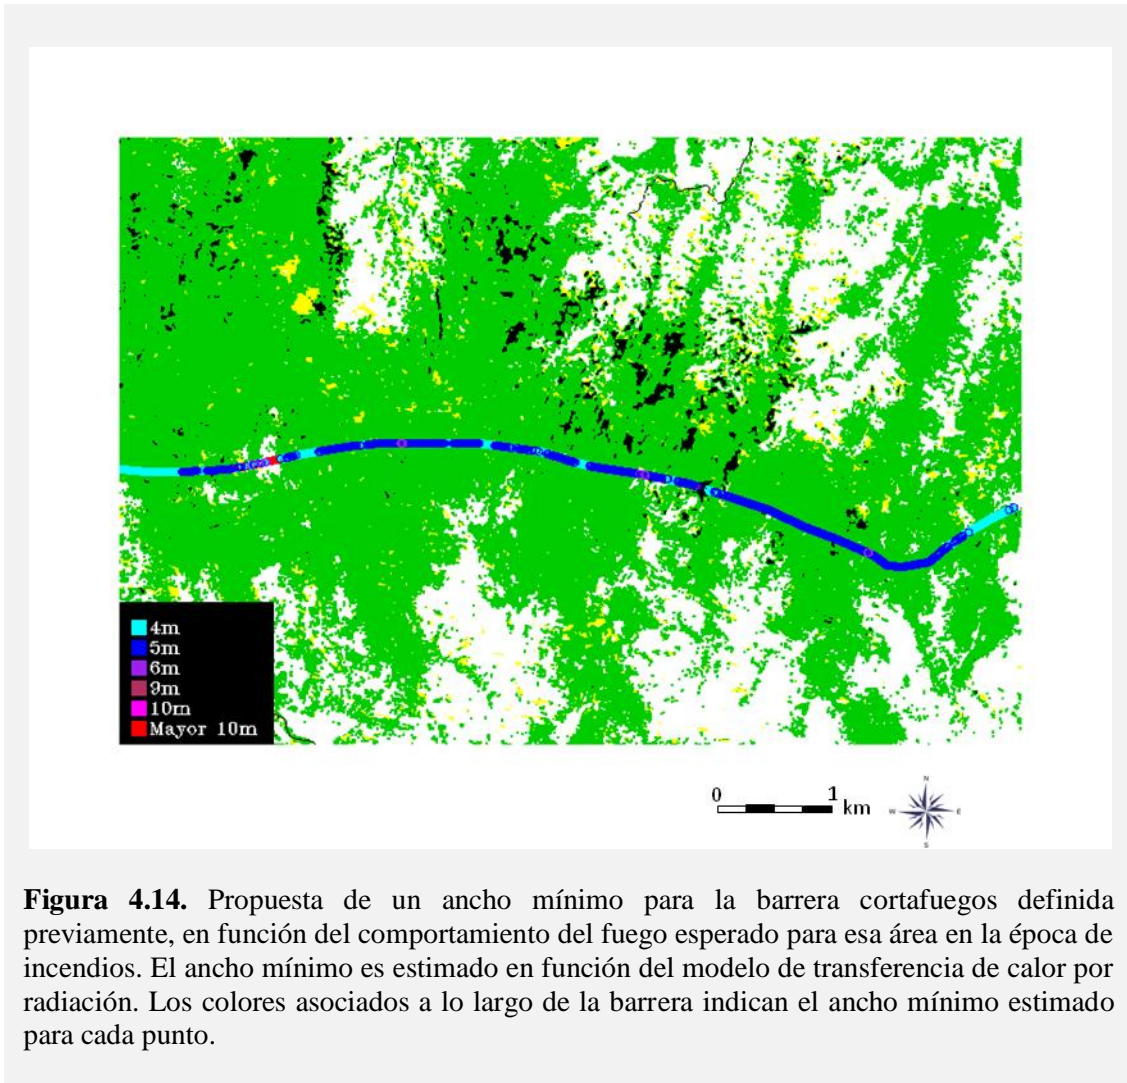 4m
5m
6m
9m
10m
Mayor 10m
0 1 km
N
W E
S
Figura 4.14. Propuesta de un ancho mínimo para la barrera cortafuegos definida
previamente, en función del comportamiento del fuego esperado para esa área en la época de
incendios. El ancho mínimo es estimado en función del modelo de transferencia de calor por
radiación. Los colores asociados a lo largo de la barrera indican el ancho mínimo estimado
para cada punto.